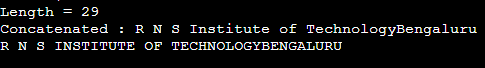 Length = 29
Concatenated : R N S Institute of TechnologyBengaluru
R N S INSTITUTE OF TECHNOLOGYBENGALURU